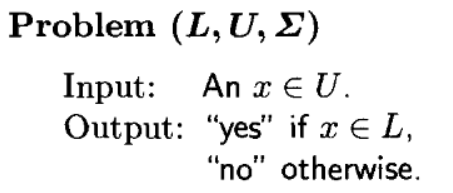 Problem (L, U, Σ)
Input: An x ∈ U.
Output: "yes" if x ∈ L,
"no" otherwise.